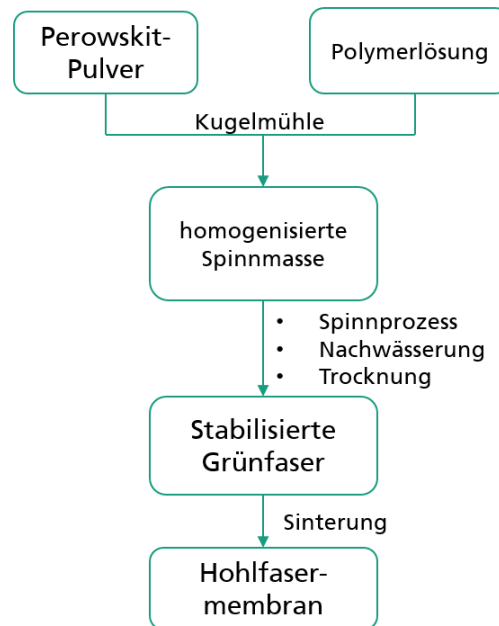 Perowskit-
Pulver
Polymerlösung
Kugelmühle
homogenisierte
Spinnmasse
• Spinnprozess
• Nachwässerung
• Trocknung
Stabilisierte
Grünfaser
Sinterung
Hohlfaser-
membran